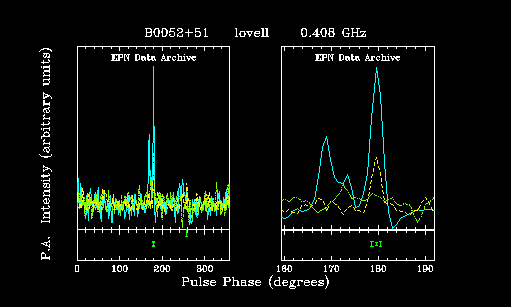 B0052+51 lovell 0.408 GHz
EPN Data Archive EPN Data Archive
P.A. Intensity (arbitrary units)
0 100 200 300 160 170 180 190
Pulse Phase (degrees)